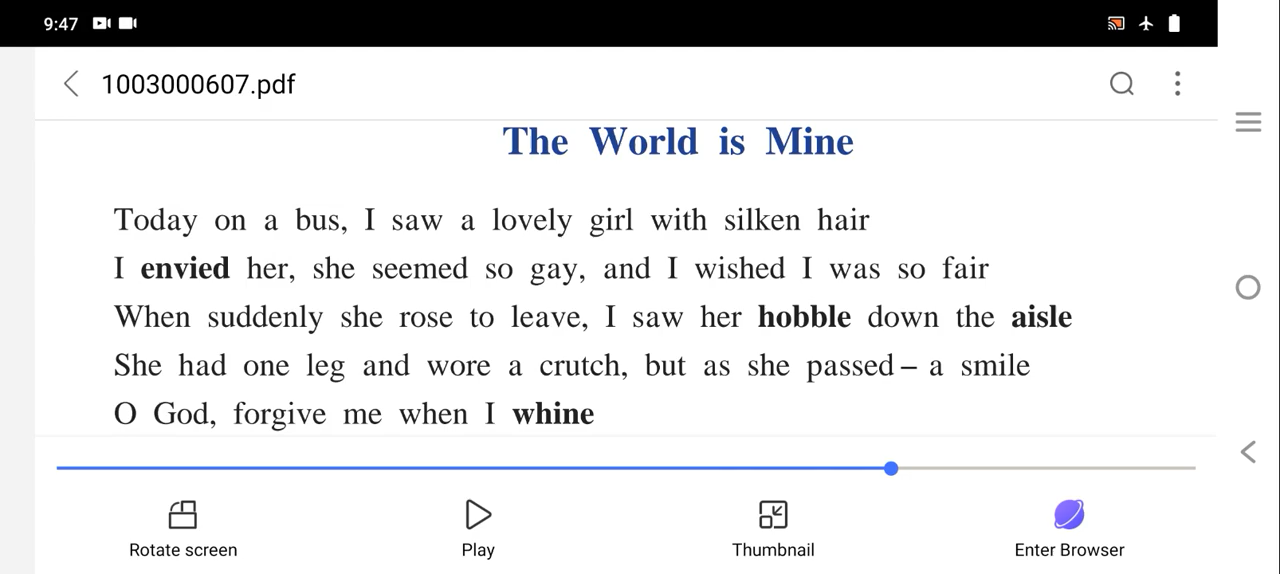 9:47
1003000607.pdf
The World is Mine
Today on a bus, I saw a lovely girl with silken hair
I envied her, she seemed so gay, and I wished I was so fair
When suddenly she rose to leave, I saw her hobble down the aisle
She had one leg and wore a crutch, but as she passed – a smile
O God, forgive me when I whine
Rotate screen
Play
Thumbnail
Enter Browser